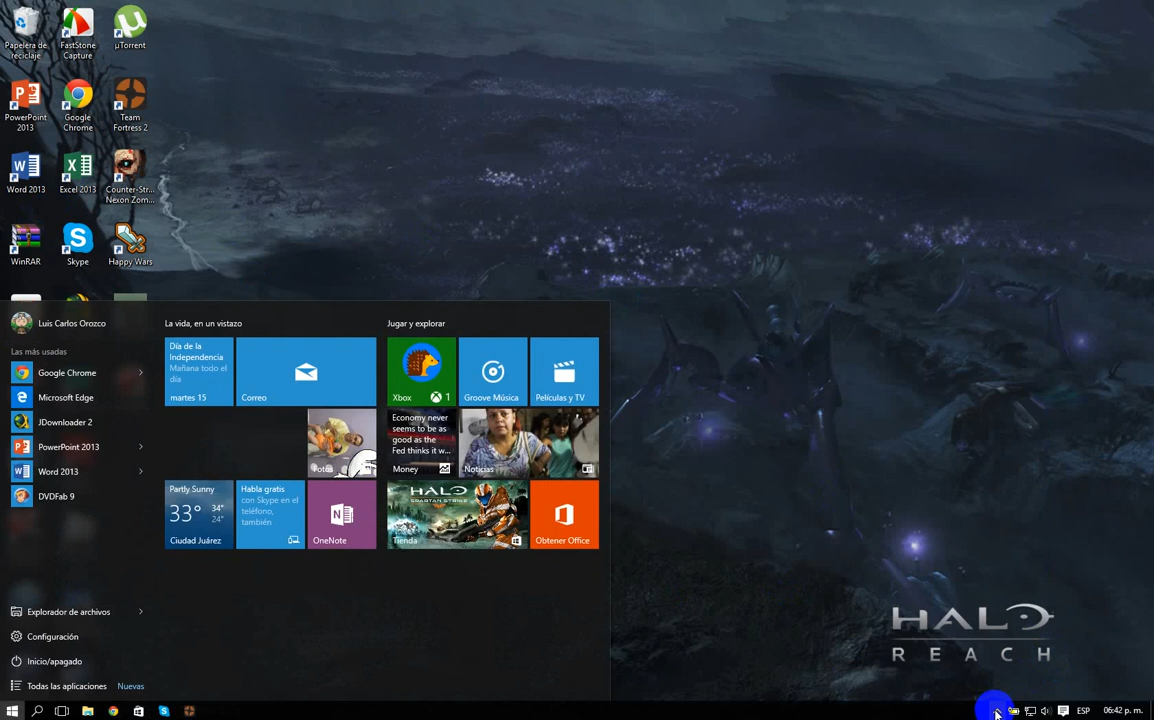 Papelera de
reciclaje
FastStone
Capture
µTorrent
PowerPoint
2013
Google
Chrome
Team
Fortress 2
Word 2013
Excel 2013
Counter-Str...
Nexon Zom...
WinRAR
Skype
Happy Wars
Luis Carlos Orozco
Las más usadas
Google Chrome
Microsoft Edge
JDownloader 2
PowerPoint 2013
Word 2013
DVDFab 9
Explorador de archivos
Configuración
Inicio/apagado
Todas las aplicaciones Nuevas
La vida, en un vistazo
Día de la
Independencia
Mañana todo el
día
martes 15
Correo
Fotos
Partly Sunny
33° 34°
24°
Ciudad Juárez
Habla gratis
con Skype en el
teléfono,
también
OneNote
Jugar y explorar
Xbox 1
Groove Música
Películas y TV
Economy never
seems to be as
good as the
Fed thinks it w...
Money
Noticias
HALO
SPARTAN STRIKE
Tienda
Obtener Office
HALO
REACH
ESP 06:42 p. m.